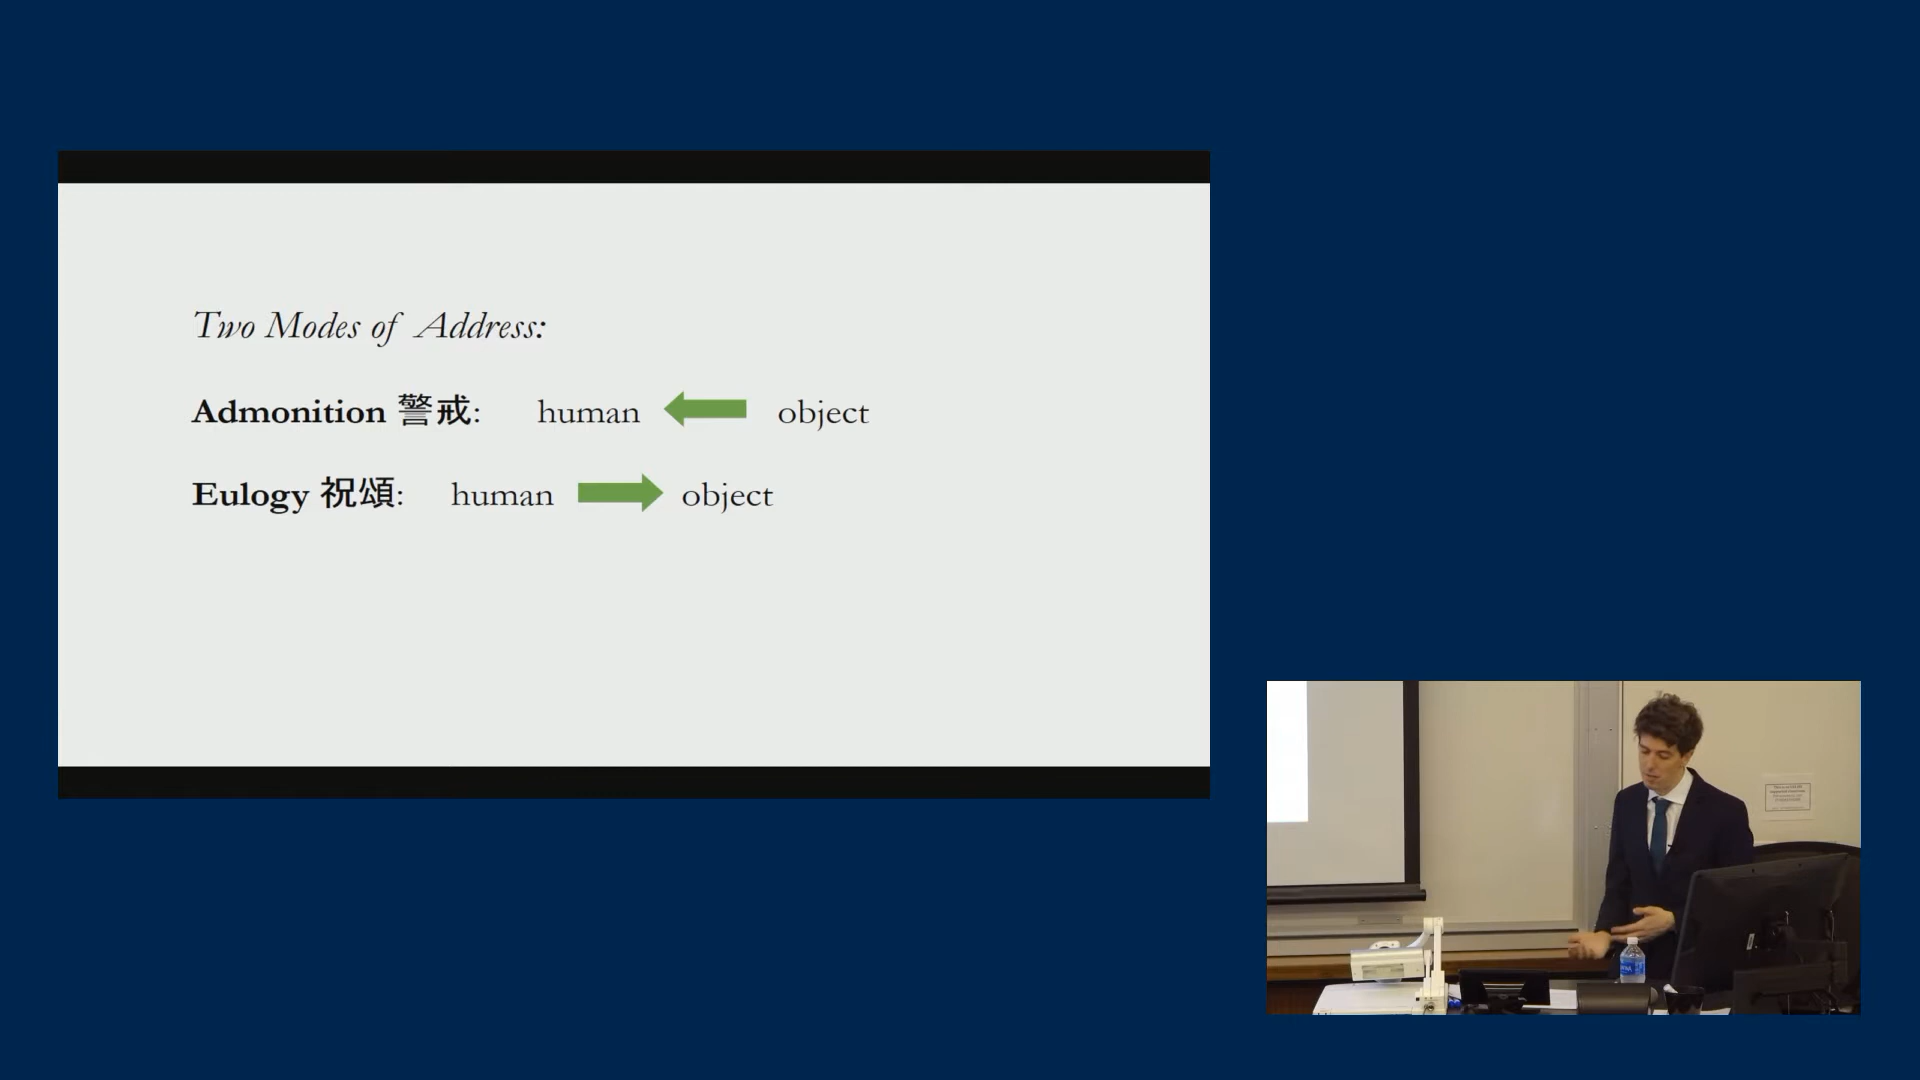 Two Modes of Address:
Admonition 警戒: human object
Eulogy 祝頌: human object